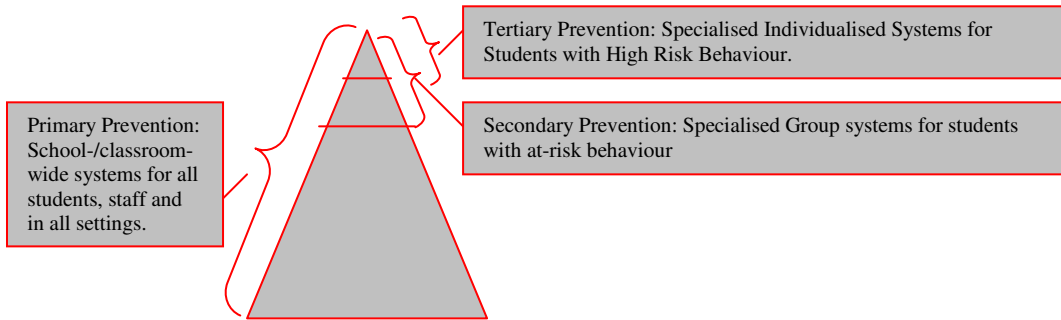 Tertiary Prevention: Specialised Individualised Systems for
Students with High Risk Behaviour.
Primary Prevention:
School-/classroom-
wide systems for all
students, staff and
in all settings.
Secondary Prevention: Specialised Group systems for students
with at-risk behaviour